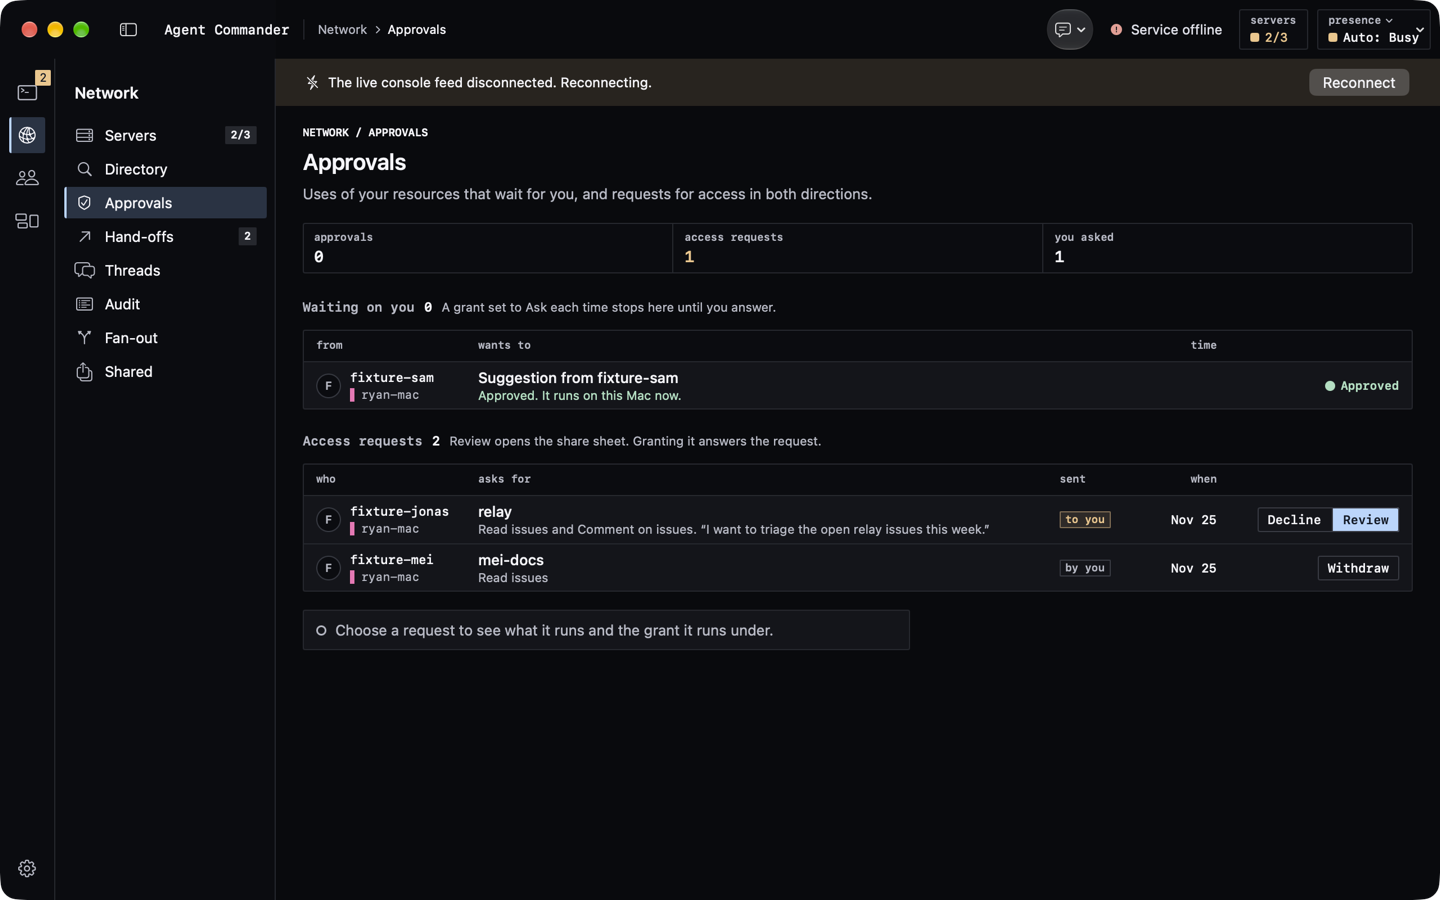 Agent Commander
Network > Approvals
Service offline
servers
2/3
presence
Auto: Busy
2
Network
Servers 2/3
Directory
Approvals
Hand-offs 2
Threads
Audit
Fan-out
Shared
The live console feed disconnected. Reconnecting.
Reconnect
NETWORK / APPROVALS
Approvals
Uses of your resources that wait for you, and requests for access in both directions.
approvals
0
access requests
1
you asked
1
Waiting on you 0 A grant set to Ask each time stops here until you answer.
from wants to time
F
fixture-sam
ryan-mac
Suggestion from fixture-sam
Approved. It runs on this Mac now.
Approved
Access requests 2 Review opens the share sheet. Granting it answers the request.
who asks for sent when
F
fixture-jonas
ryan-mac
relay
Read issues and Comment on issues. “I want to triage the open relay issues this week.”
to you
Nov 25
Decline
Review
F
fixture-mei
ryan-mac
mei-docs
Read issues
by you
Nov 25
Withdraw
Choose a request to see what it runs and the grant it runs under.